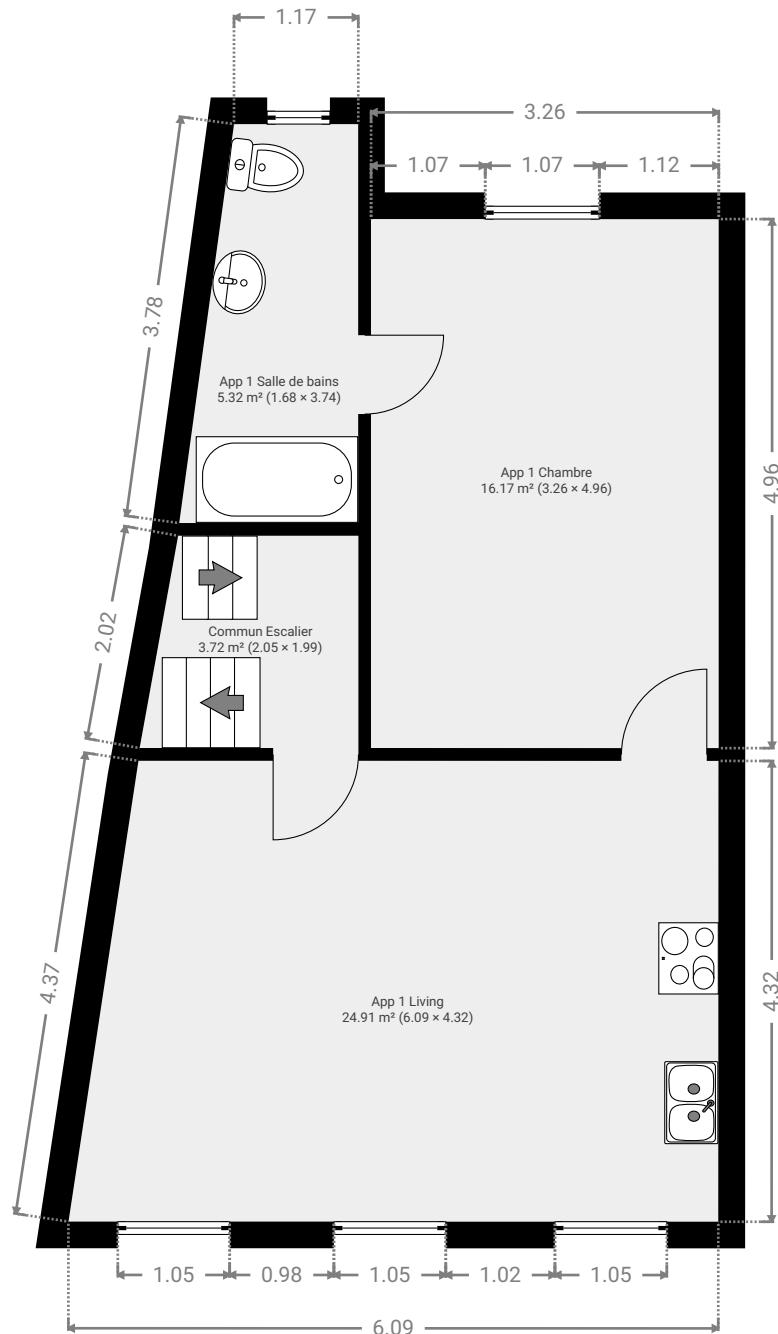 1.17
3.26
1.07
1.07
1.12
3.78
App 1 Salle de bains
5.32 m² (1.68 × 3.74)
App 1 Chambre
16.17 m² (3.26 × 4.96)
4.96
2.02
Commun Escalier
3.72 m² (2.05 × 1.99)
4.37
App 1 Living
24.91 m² (6.09 × 4.32)
4.32
1.05
0.98
1.05
1.02
1.05
6.09